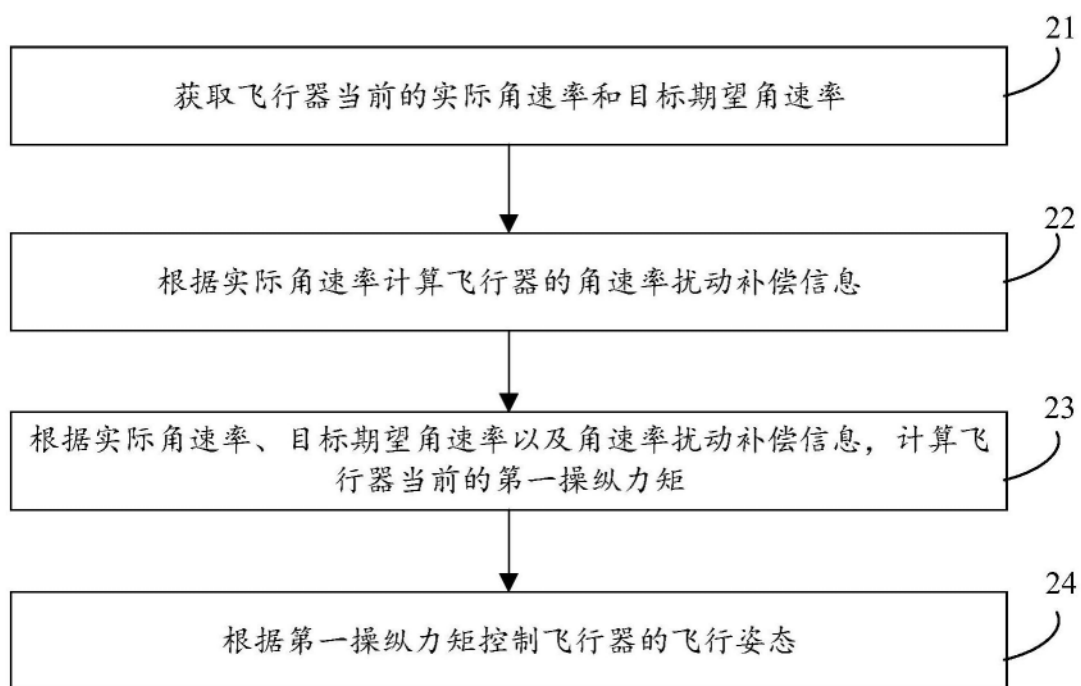 21
获取飞行器当前的实际角速率和目标期望角速率
22
根据实际角速率计算飞行器的角速率扰动补偿信息
23
根据实际角速率、目标期望角速率以及角速率扰动补偿信息，计算飞
行器当前的第一操纵力矩
24
根据第一操纵力矩控制飞行器的飞行姿态